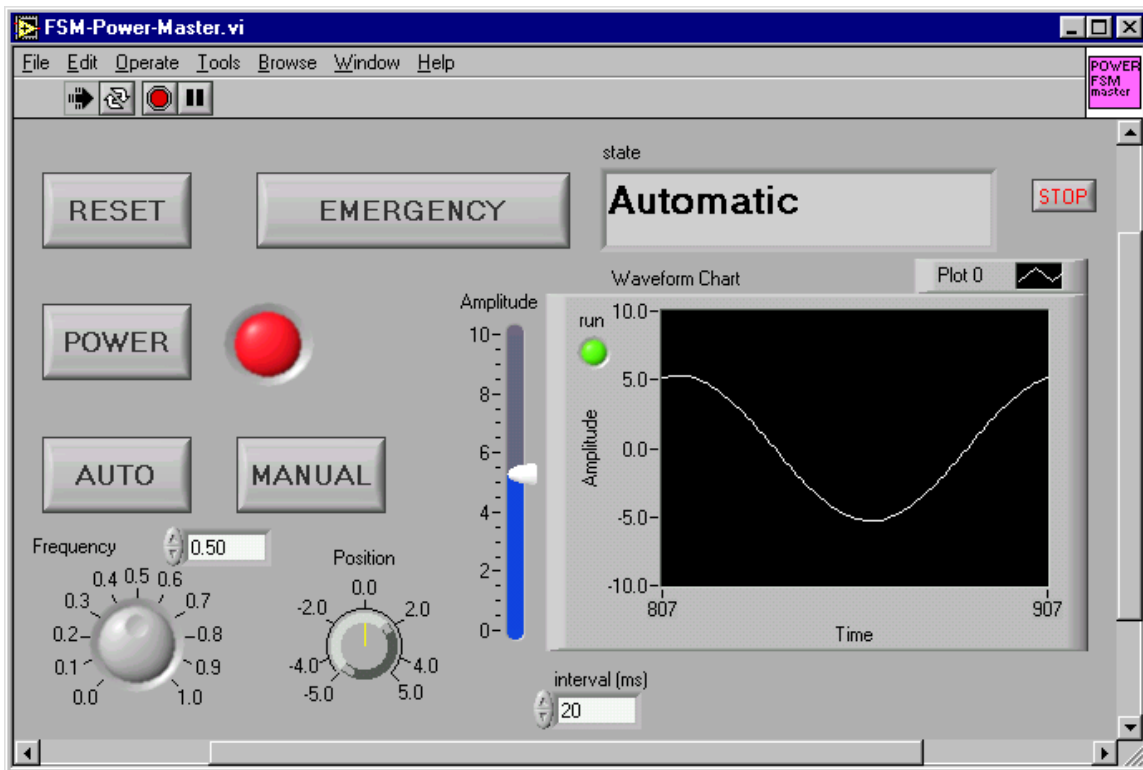 FSM-Power-Master.vi
File Edit Operate Tools Browse Window Help
POWER
FSM
master
state
RESET
EMERGENCY
Automatic
STOP
Waveform Chart
Plot 0
POWER
Amplitude
10
8
6
4
2
0
run
10.0
5.0
0.0
-5.0
-10.0
Amplitude
807
907
Time
AUTO
MANUAL
Frequency
0.50
0.0
0.1
0.2
0.3
0.4
0.5
0.6
0.7
0.8
0.9
1.0
Position
-5.0
-4.0
-2.0
0.0
2.0
4.0
5.0
interval (ms)
20